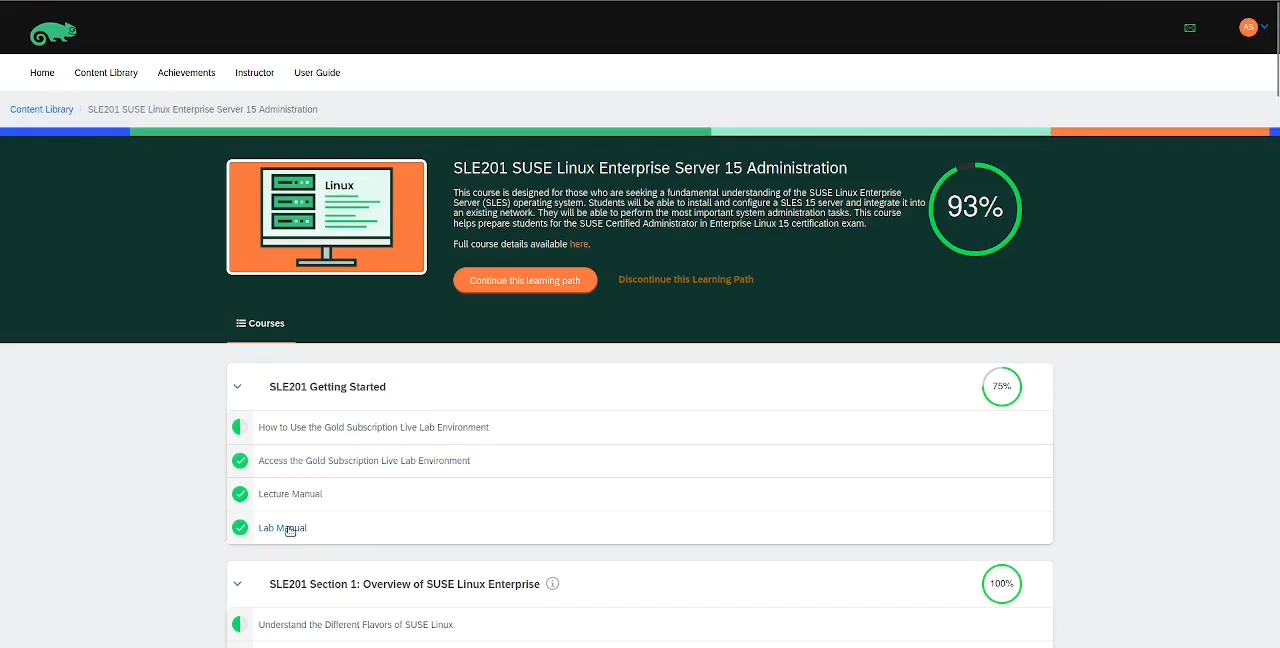 AS
Home Content Library Achievements Instructor User Guide
Content Library / SLE201 SUSE Linux Enterprise Server 15 Administration
Linux
SLE201 SUSE Linux Enterprise Server 15 Administration
This course is designed for those who are seeking a fundamental understanding of the SUSE Linux Enterprise
Server (SLES) operating system. Students will be able to install and configure a SLES 15 server and integrate it into
an existing network. They will be able to perform the most important system administration tasks. This course
helps prepare students for the SUSE Certified Administrator in Enterprise Linux 15 certification exam.
93%
Full course details available here.
Continue this learning path Discontinue this Learning Path
Courses
SLE201 Getting Started 75%
How to Use the Gold Subscription Live Lab Environment
Access the Gold Subscription Live Lab Environment
Lecture Manual
Lab Manual
SLE201 Section 1: Overview of SUSE Linux Enterprise 100%
Understand the Different Flavors of SUSE Linux